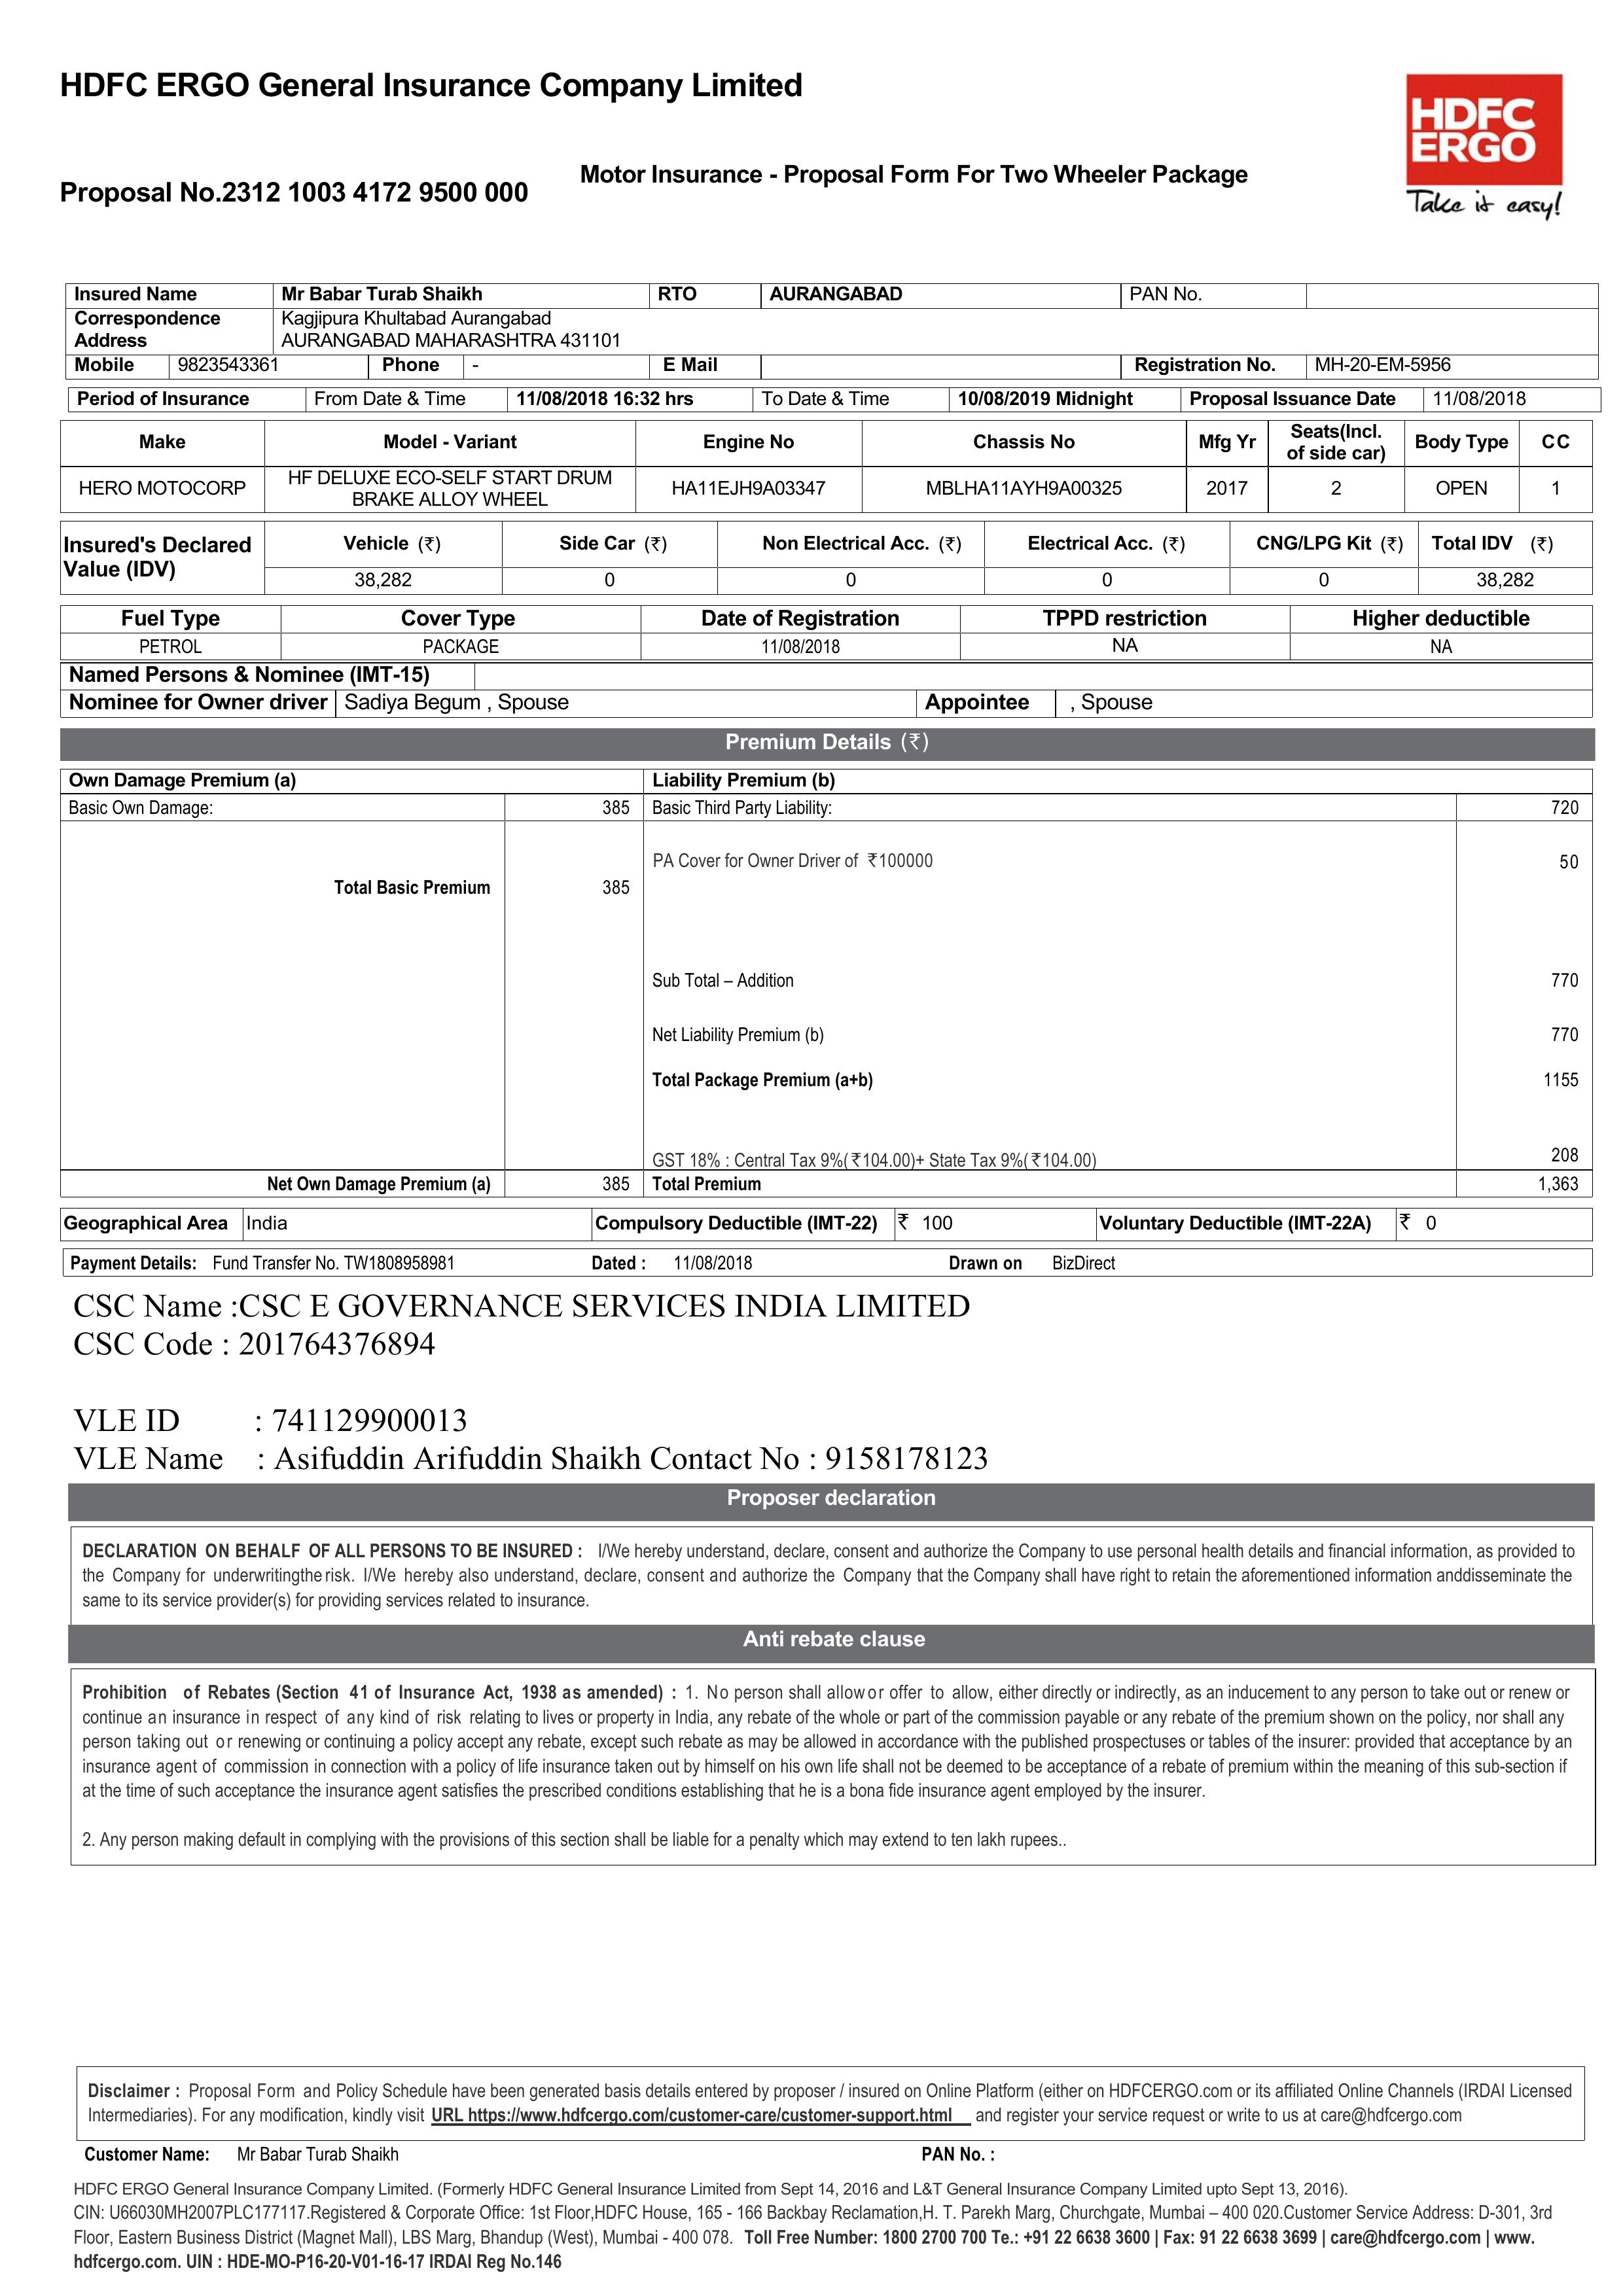 HDFC ERGO General Insurance Company Limited
HDFC
ERGO
Take it easy!
Motor Insurance - Proposal Form For Two Wheeler Package
Proposal No.2312 1003 4172 9500 000
Insured Name Mr Babar Turab Shaikh RTO AURANGABAD PAN No.
Correspondence Address Kagjipura Khultabad Aurangabad
AURANGABAD MAHARASHTRA 431101
Mobile 9823543361 Phone - E Mail Registration No. MH-20-EM-5956
Period of Insurance From Date & Time 11/08/2018 16:32 hrs To Date & Time 10/08/2019 Midnight Proposal Issuance Date 11/08/2018
Make Model - Variant Engine No Chassis No Mfg Yr Seats(Incl. of side car) Body Type CC
HERO MOTOCORP HF DELUXE ECO-SELF START DRUM BRAKE ALLOY WHEEL HA11EJH9A03347 MBLHA11AYH9A00325 2017 2 OPEN 1
Insured's Declared Value (IDV) Vehicle (₹) Side Car (₹) Non Electrical Acc. (₹) Electrical Acc. (₹) CNG/LPG Kit (₹) Total IDV (₹)
38,282 0 0 0 0 38,282
Fuel Type Cover Type Date of Registration TPPD restriction Higher deductible
PETROL PACKAGE 11/08/2018 NA NA
Named Persons & Nominee (IMT-15)
Nominee for Owner driver Sadiya Begum , Spouse Appointee , Spouse
Premium Details (₹)
Own Damage Premium (a) Liability Premium (b)
Basic Own Damage: 385 Basic Third Party Liability: 720
PA Cover for Owner Driver of ₹100000 50
Total Basic Premium 385
Sub Total – Addition 770
Net Liability Premium (b) 770
Total Package Premium (a+b) 1155
GST 18% : Central Tax 9%(₹104.00)+ State Tax 9%(₹104.00) 208
Net Own Damage Premium (a) 385 Total Premium 1,363
Geographical Area India Compulsory Deductible (IMT-22) ₹ 100 Voluntary Deductible (IMT-22A) ₹ 0
Payment Details: Fund Transfer No. TW1808958981 Dated : 11/08/2018 Drawn on BizDirect
CSC Name :CSC E GOVERNANCE SERVICES INDIA LIMITED
CSC Code : 201764376894
VLE ID : 741129900013
VLE Name : Asifuddin Arifuddin Shaikh Contact No : 9158178123
Proposer declaration
DECLARATION ON BEHALF OF ALL PERSONS TO BE INSURED : I/We hereby understand, declare, consent and authorize the Company to use personal health details and financial information, as provided to
the Company for underwritingthe risk. I/We hereby also understand, declare, consent and authorize the Company that the Company shall have right to retain the aforementioned information anddisseminate the
same to its service provider(s) for providing services related to insurance.
Anti rebate clause
Prohibition of Rebates (Section 41 of Insurance Act, 1938 as amended) : 1. No person shall allow or offer to allow, either directly or indirectly, as an inducement to any person to take out or renew or
continue an insurance in respect of any kind of risk relating to lives or property in India, any rebate of the whole or part of the commission payable or any rebate of the premium shown on the policy, nor shall any
person taking out or renewing or continuing a policy accept any rebate, except such rebate as may be allowed in accordance with the published prospectuses or tables of the insurer: provided that acceptance by an
insurance agent of commission in connection with a policy of life insurance taken out by himself on his own life shall not be deemed to be acceptance of a rebate of premium within the meaning of this sub-section if
at the time of such acceptance the insurance agent satisfies the prescribed conditions establishing that he is a bona fide insurance agent employed by the insurer.
2. Any person making default in complying with the provisions of this section shall be liable for a penalty which may extend to ten lakh rupees..
Disclaimer : Proposal Form and Policy Schedule have been generated basis details entered by proposer / insured on Online Platform (either on HDFCERGO.com or its affiliated Online Channels (IRDAI Licensed
Intermediaries). For any modification, kindly visit URL https://www.hdfcergo.com/customer-care/customer-support.html and register your service request or write to us at care@hdfcergo.com
Customer Name: Mr Babar Turab Shaikh PAN No. :
HDFC ERGO General Insurance Company Limited. (Formerly HDFC General Insurance Limited from Sept 14, 2016 and L&T General Insurance Company Limited upto Sept 13, 2016).
CIN: U66030MH2007PLC177117.Registered & Corporate Office: 1st Floor,HDFC House, 165 - 166 Backbay Reclamation,H. T. Parekh Marg, Churchgate, Mumbai – 400 020.Customer Service Address: D-301, 3rd
Floor, Eastern Business District (Magnet Mall), LBS Marg, Bhandup (West), Mumbai - 400 078. Toll Free Number: 1800 2700 700 Te.: +91 22 6638 3600 | Fax: 91 22 6638 3699 | care@hdfcergo.com | www.
hdfcergo.com. UIN : HDE-MO-P16-20-V01-16-17 IRDAI Reg No.146